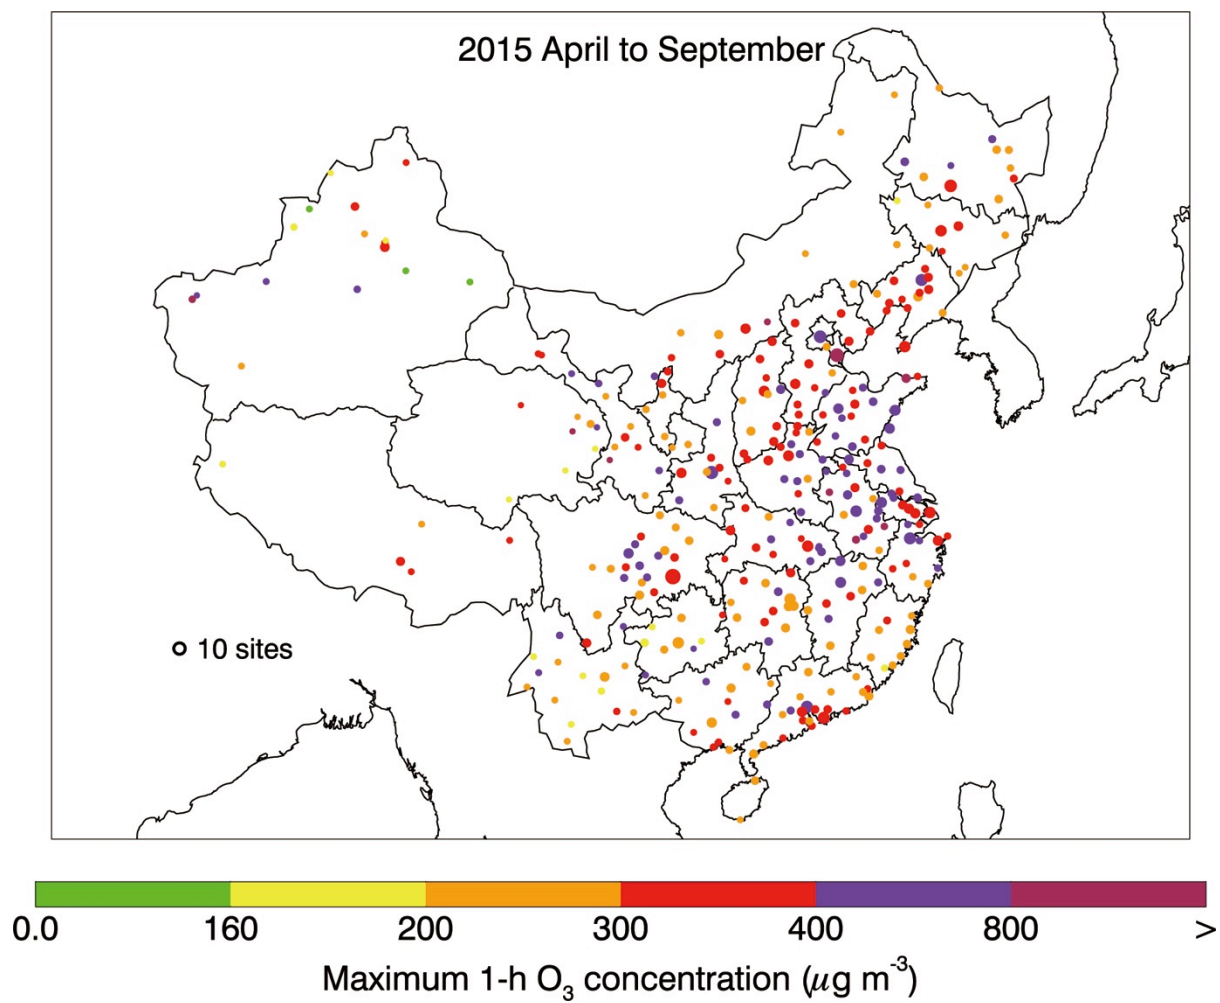 2015 April to September
10 sites
0.0 160 200 300 400 800 >
Maximum 1-h O₃ concentration (μg m⁻³)